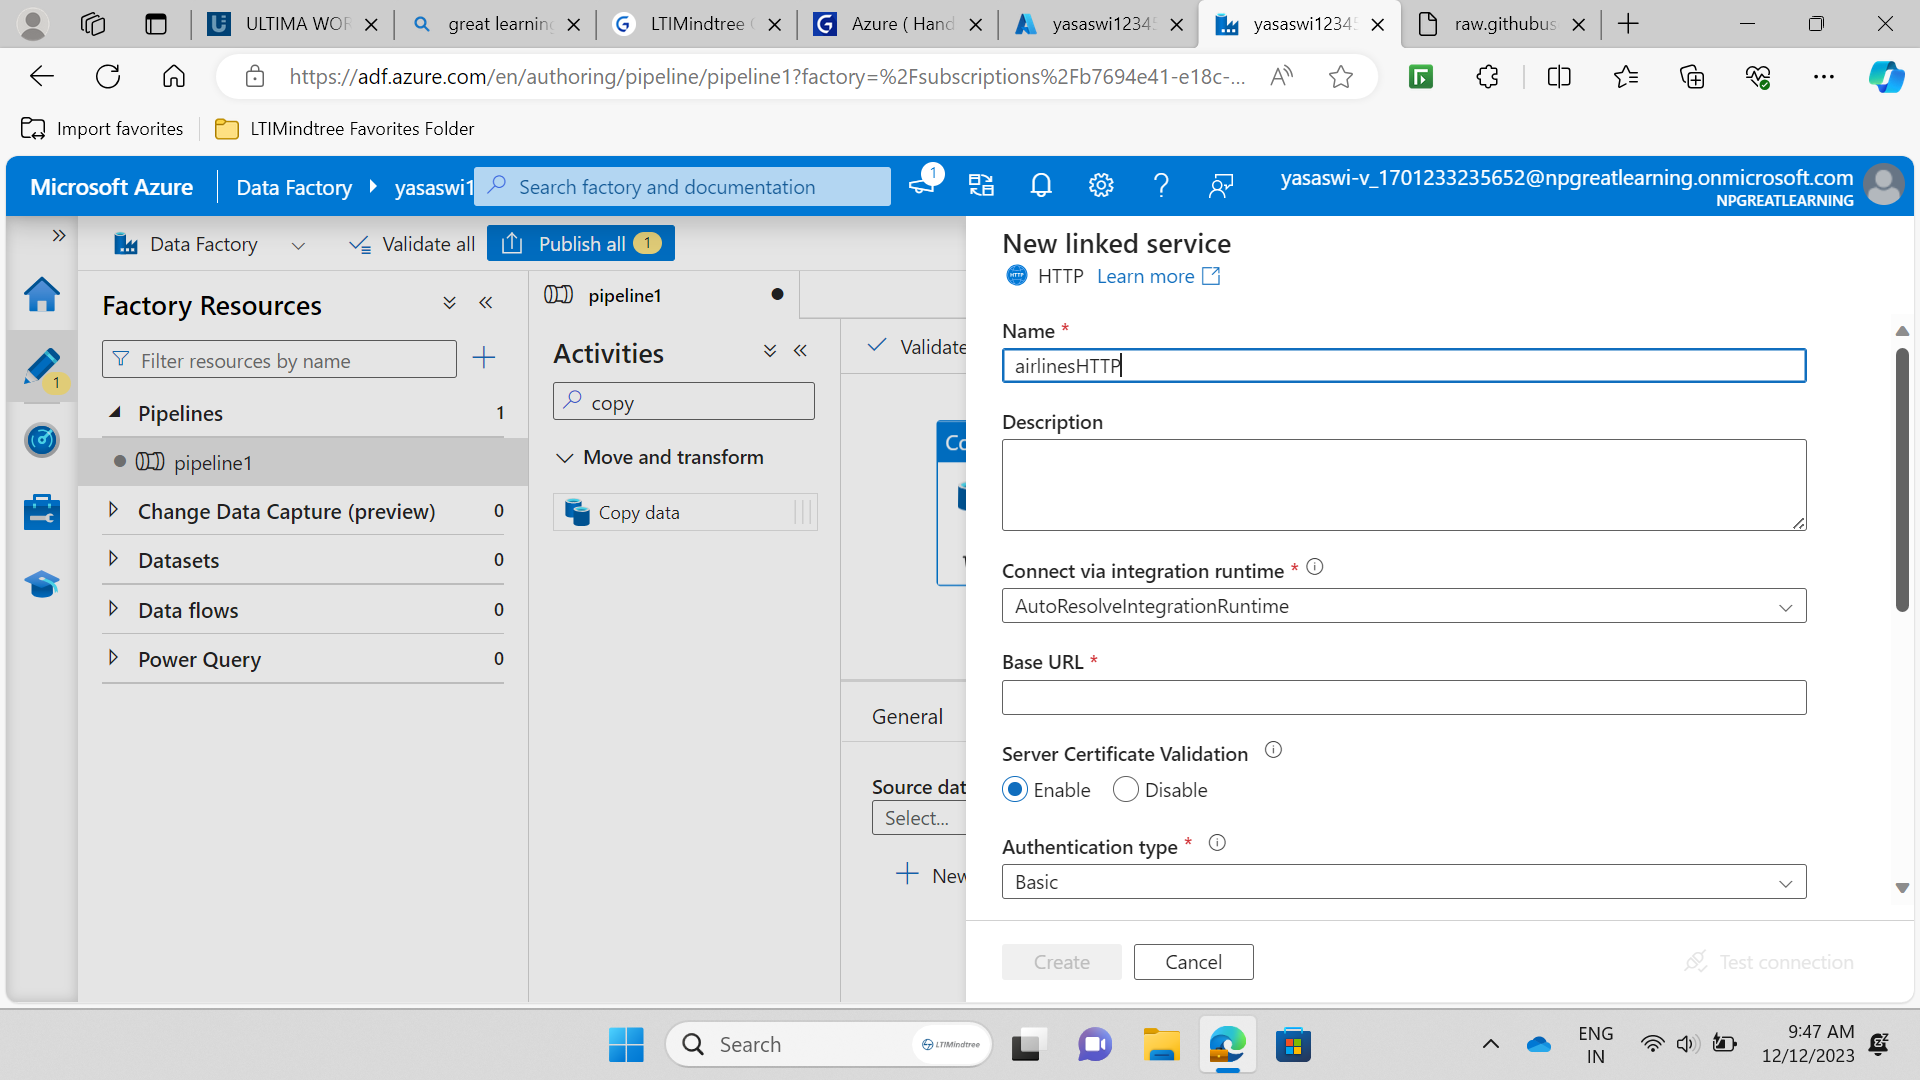 ULTIMA WOR
great learning
LTIMindtree
Azure ( Hand
yasaswi12345
yasaswi12345
raw.githubus
https://adf.azure.com/en/authoring/pipeline/pipeline1?factory=%2Fsubscriptions%2Fb7694e41-e18c-...
Import favorites
LTIMindtree Favorites Folder
Microsoft Azure
Data Factory
yasaswi1
Search factory and documentation
1
yasaswi-v_1701233235652@npgreatlearning.onmicrosoft.com
NPGREATLEARNING
Data Factory
Validate all
Publish all 1
Factory Resources
Filter resources by name
1
Pipelines 1
pipeline1
Change Data Capture (preview) 0
Datasets 0
Data flows 0
Power Query 0
pipeline1
Activities
copy
Move and transform
Copy data
Validate
Co
General
Source dat
Select...
New
New linked service
HTTP HTTP Learn more
Name *
airlinesHTTP
Description
Connect via integration runtime *
AutoResolveIntegrationRuntime
Base URL *
Server Certificate Validation
Enable Disable
Authentication type *
Basic
Create Cancel Test connection
Search
LTIMindtree
ENG
IN
9:47 AM
12/12/2023